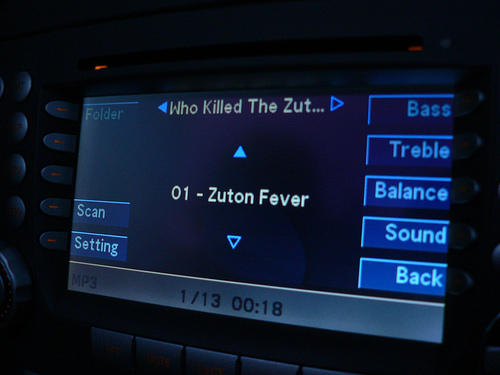 Folder
Who Killed The Zut...
Bass
Treble
01 - Zuton Fever
Balance
Scan
Sound
Setting
Back
MP3
1/13 00:18